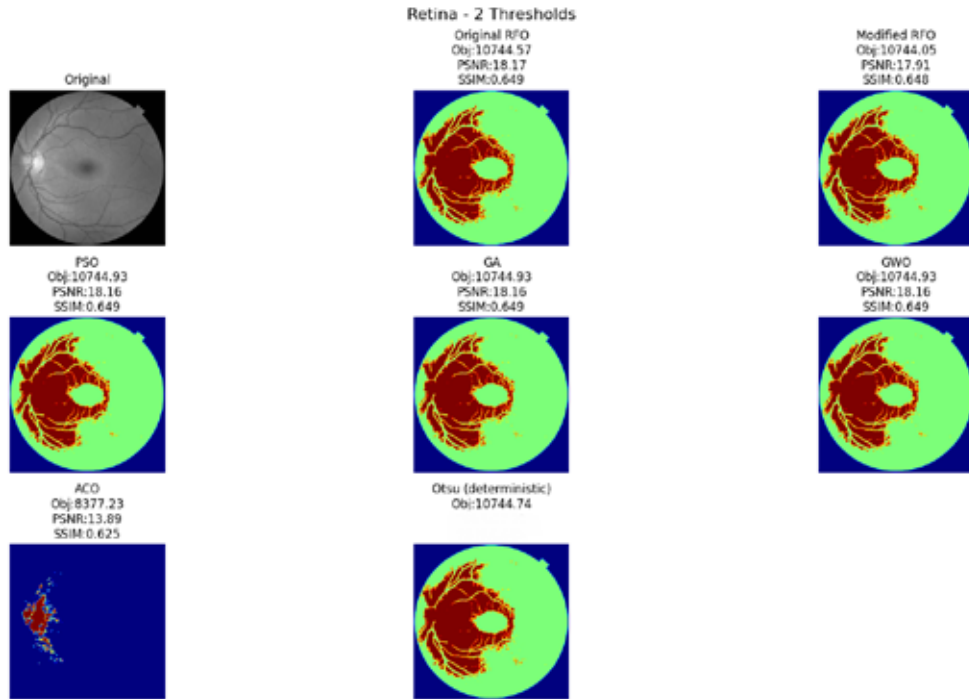 Retina - 2 Thresholds
Original
Original RFO
Obj:10744.57
PSNR:18.17
SSIM:0.649
Modified RFO
Obj:10744.05
PSNR:17.91
SSIM:0.648
PSO
Obj:10744.93
PSNR:18.16
SSIM:0.649
GA
Obj:10744.93
PSNR:18.16
SSIM:0.649
GWO
Obj:10744.93
PSNR:18.16
SSIM:0.649
ACO
Obj:8377.23
PSNR:13.89
SSIM:0.625
Otsu (deterministic)
Obj:10744.74